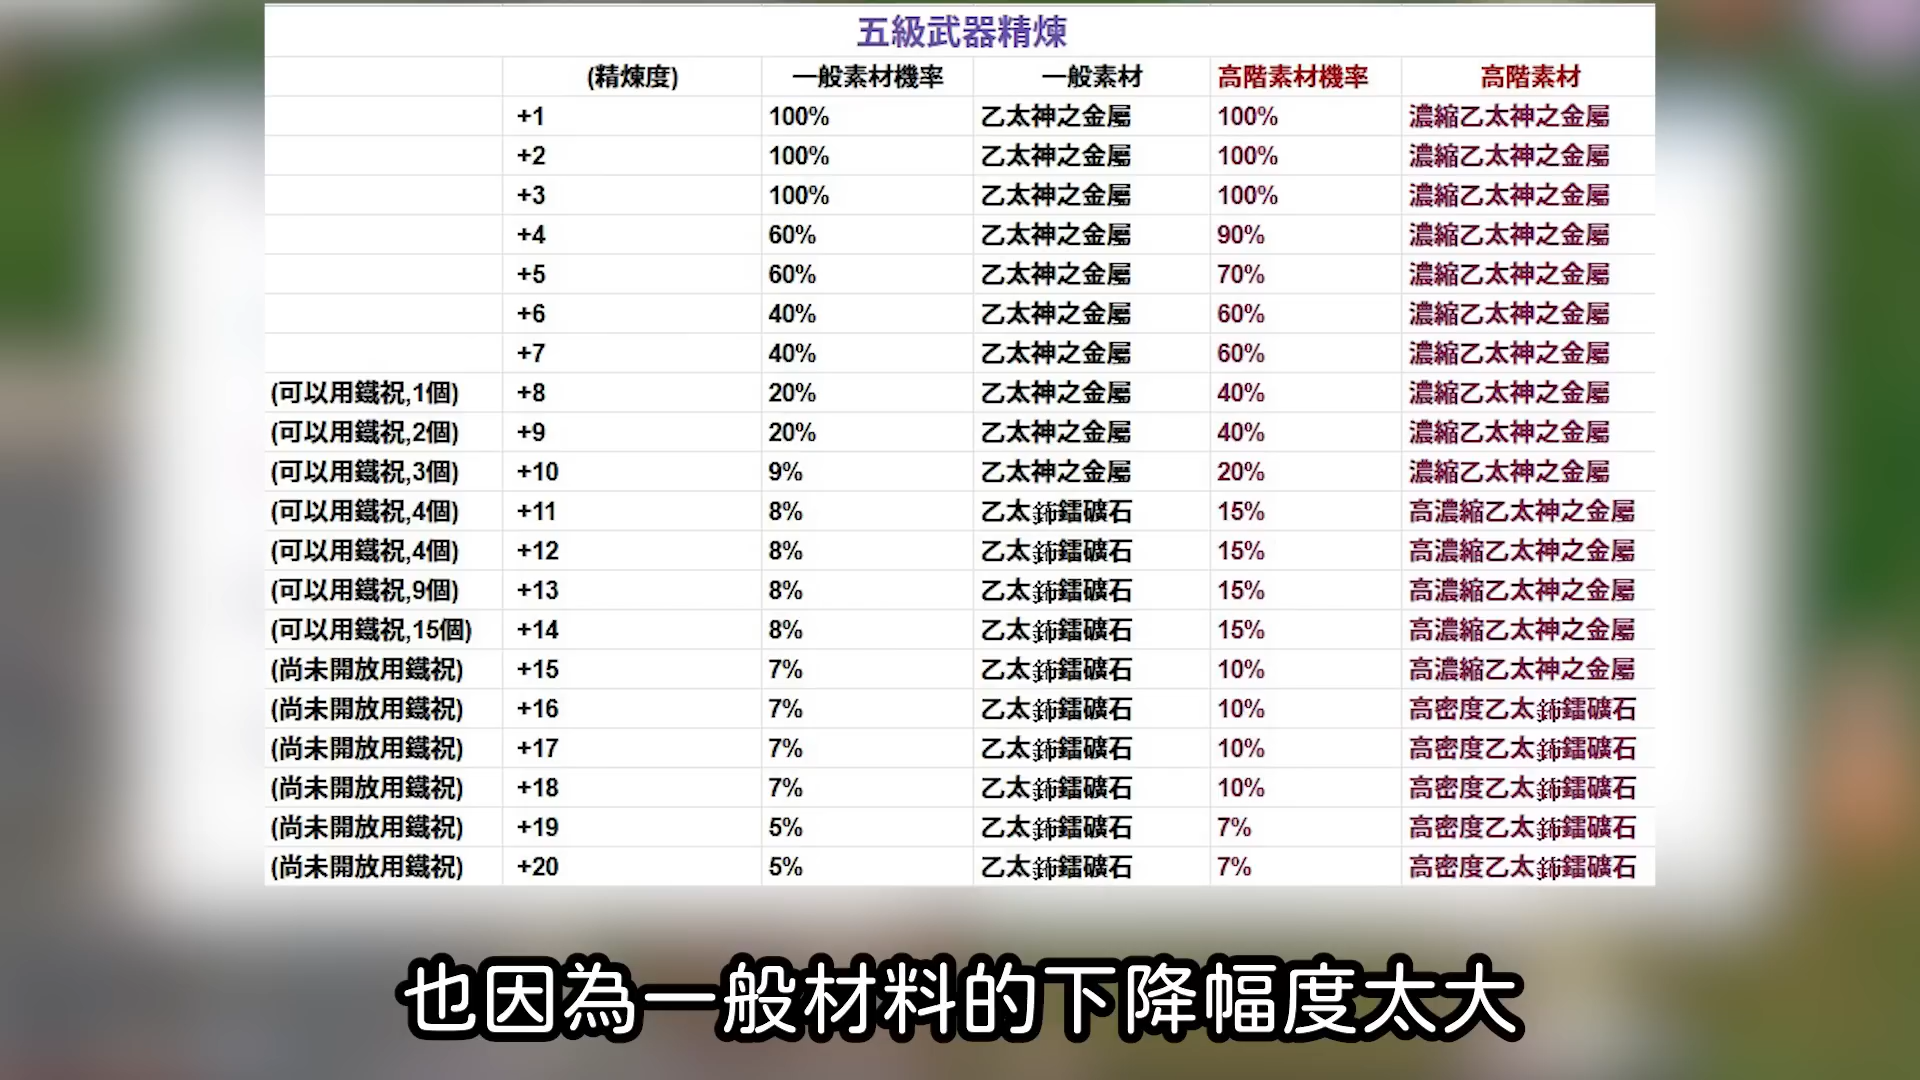 五級武器精煉
(精煉度) 一般素材機率 一般素材 高階素材機率 高階素材
+1 100% 乙太神之金屬 100% 濃縮乙太神之金屬
+2 100% 乙太神之金屬 100% 濃縮乙太神之金屬
+3 100% 乙太神之金屬 100% 濃縮乙太神之金屬
+4 60% 乙太神之金屬 90% 濃縮乙太神之金屬
+5 60% 乙太神之金屬 70% 濃縮乙太神之金屬
+6 40% 乙太神之金屬 60% 濃縮乙太神之金屬
+7 40% 乙太神之金屬 60% 濃縮乙太神之金屬
(可以用鐵祝,1個) +8 20% 乙太神之金屬 40% 濃縮乙太神之金屬
(可以用鐵祝,2個) +9 20% 乙太神之金屬 40% 濃縮乙太神之金屬
(可以用鐵祝,3個) +10 9% 乙太神之金屬 20% 濃縮乙太神之金屬
(可以用鐵祝,4個) +11 8% 乙太鈽鐳礦石 15% 高濃縮乙太神之金屬
(可以用鐵祝,4個) +12 8% 乙太鈽鐳礦石 15% 高濃縮乙太神之金屬
(可以用鐵祝,9個) +13 8% 乙太鈽鐳礦石 15% 高濃縮乙太神之金屬
(可以用鐵祝,15個) +14 8% 乙太鈽鐳礦石 15% 高濃縮乙太神之金屬
(尚未開放用鐵祝) +15 7% 乙太鈽鐳礦石 10% 高濃縮乙太神之金屬
(尚未開放用鐵祝) +16 7% 乙太鈽鐳礦石 10% 高密度乙太鈽鐳礦石
(尚未開放用鐵祝) +17 7% 乙太鈽鐳礦石 10% 高密度乙太鈽鐳礦石
(尚未開放用鐵祝) +18 7% 乙太鈽鐳礦石 10% 高密度乙太鈽鐳礦石
(尚未開放用鐵祝) +19 5% 乙太鈽鐳礦石 7% 高密度乙太鈽鐳礦石
(尚未開放用鐵祝) +20 5% 乙太鈽鐳礦石 7% 高密度乙太鈽鐳礦石
也因為一般材料的下降幅度太大